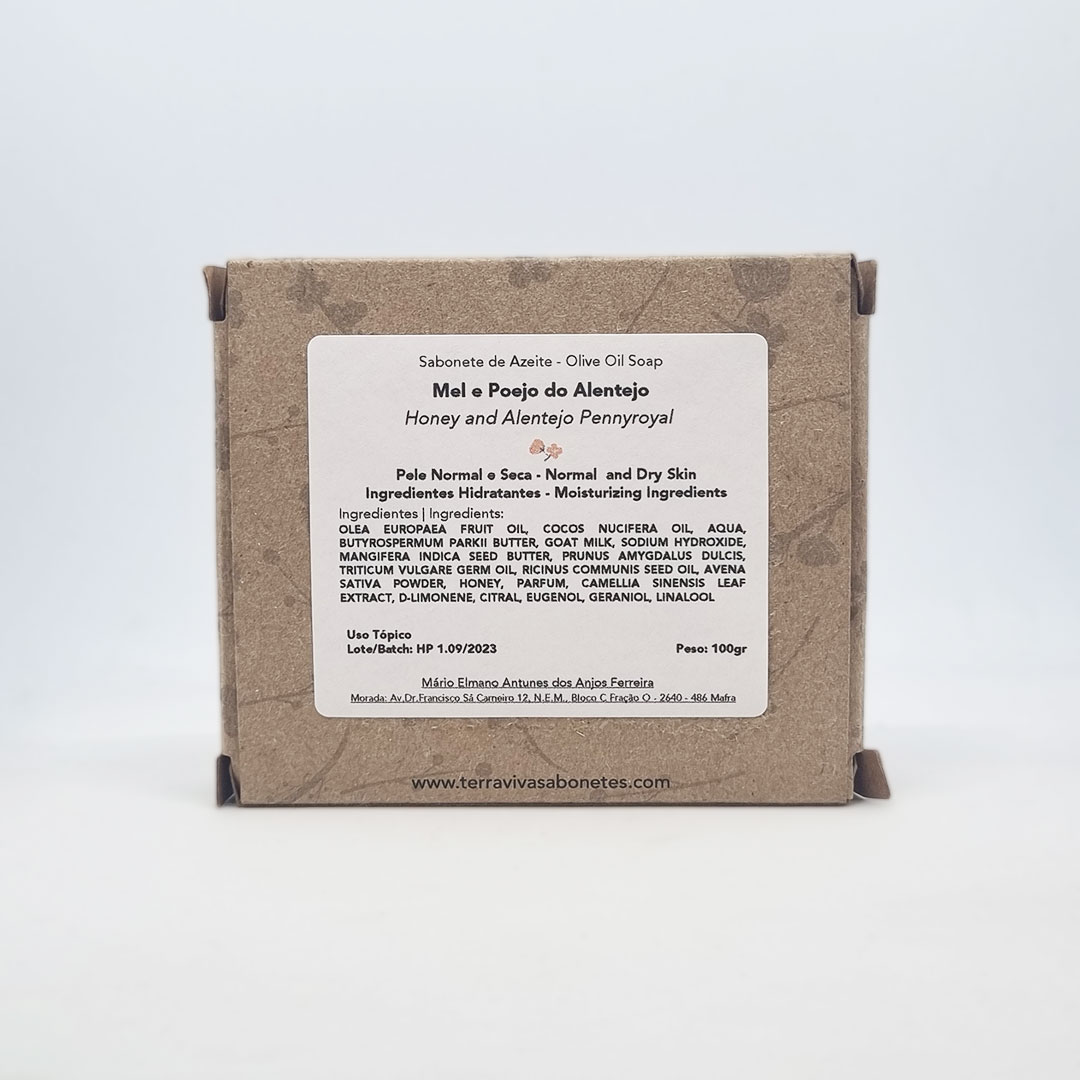 Sabonete de Azeite - Olive Oil Soap
Mel e Poejo do Alentejo
Honey and Alentejo Pennyroyal
Pele Normal e Seca - Normal and Dry Skin
Ingredientes Hidratantes - Moisturizing Ingredients
Ingredientes | Ingredients:
OLEA EUROPAEA FRUIT OIL, COCOS NUCIFERA OIL, AQUA,
BUTYROSPERMUM PARKII BUTTER, GOAT MILK, SODIUM HYDROXIDE,
MANGIFERA INDICA SEED BUTTER, PRUNUS AMYGDALUS DULCIS,
TRITICUM VULGARE GERM OIL, RICINUS COMMUNIS SEED OIL, AVENA
SATIVA POWDER, HONEY, PARFUM, CAMELLIA SINENSIS LEAF
EXTRACT, D-LIMONENE, CITRAL, EUGENOL, GERANIOL, LINALOOL
Uso Tópico
Lote/Batch: HP 1.09/2023 Peso: 100gr
Mário Elmano Antunes dos Anjos Ferreira
Morada: Av.Dr.Francisco Sá Carneiro 12, N.E.M., Bloco C Fração O - 2640 - 486 Mafra
www.terravivasabonetes.com